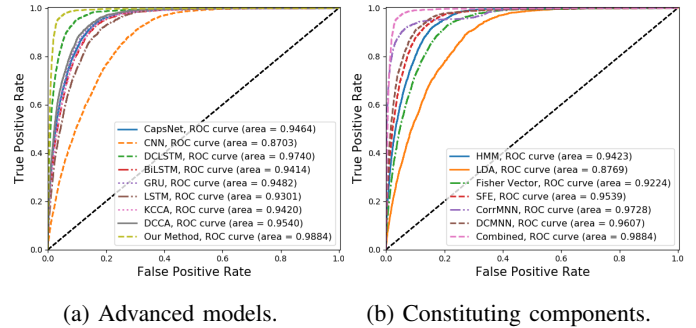 1.0
0.8
0.6
0.4
0.2
0.0
True Positive Rate
CapsNet, ROC curve (area = 0.9464)
CNN, ROC curve (area = 0.8703)
DCLSTM, ROC curve (area = 0.9740)
BiLSTM, ROC curve (area = 0.9414)
GRU, ROC curve (area = 0.9482)
LSTM, ROC curve (area = 0.9301)
KCCA, ROC curve (area = 0.9420)
DCCA, ROC curve (area = 0.9540)
Our Method, ROC curve (area = 0.9884)
0.0 0.2 0.4 0.6 0.8 1.0
False Positive Rate
(a) Advanced models.
1.0
0.8
0.6
0.4
0.2
0.0
True Positive Rate
HMM, ROC curve (area = 0.9423)
LDA, ROC curve (area = 0.8769)
Fisher Vector, ROC curve (area = 0.9224)
SFE, ROC curve (area = 0.9539)
CorrMNN, ROC curve (area = 0.9728)
DCMNN, ROC curve (area = 0.9607)
Combined, ROC curve (area = 0.9884)
0.0 0.2 0.4 0.6 0.8 1.0
False Positive Rate
(b) Constituting components.